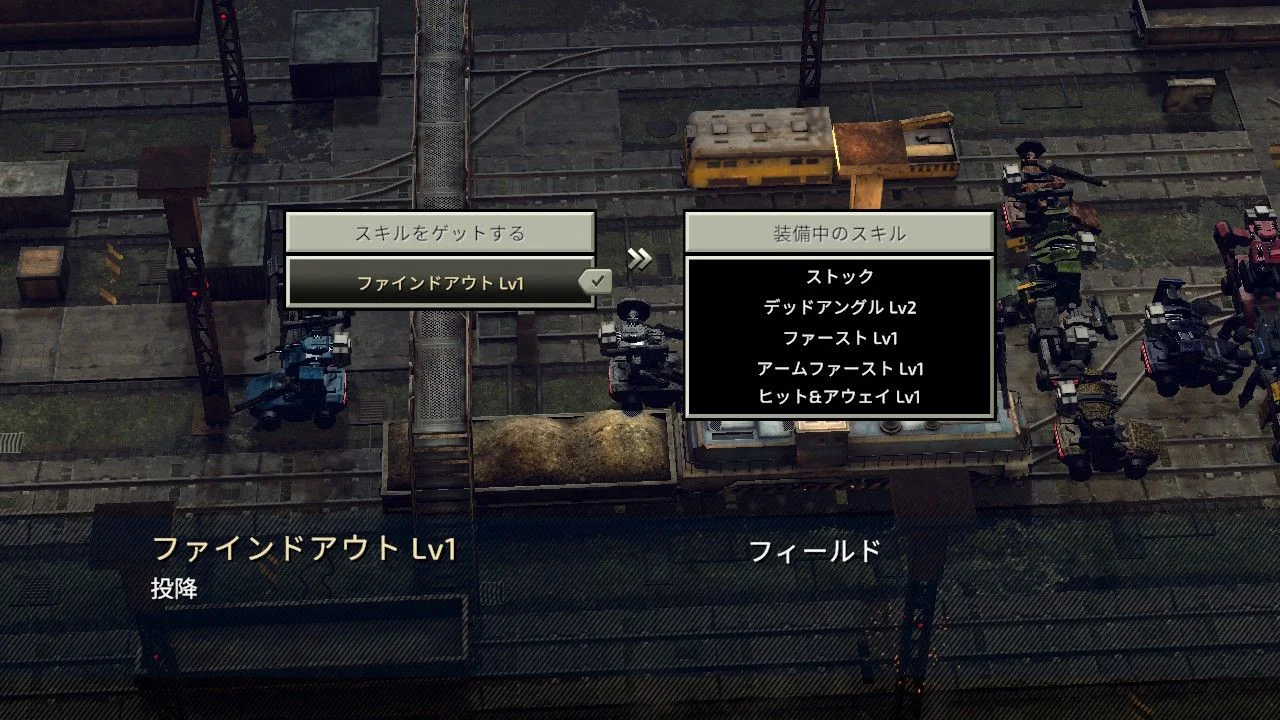 スキルをゲットする
ファインドアウト Lv1
装備中のスキル
ストック
デッドアングル Lv2
ファースト Lv1
アームファースト Lv1
ヒット&アウェイ Lv1
ファインドアウト Lv1
投降
フィールド